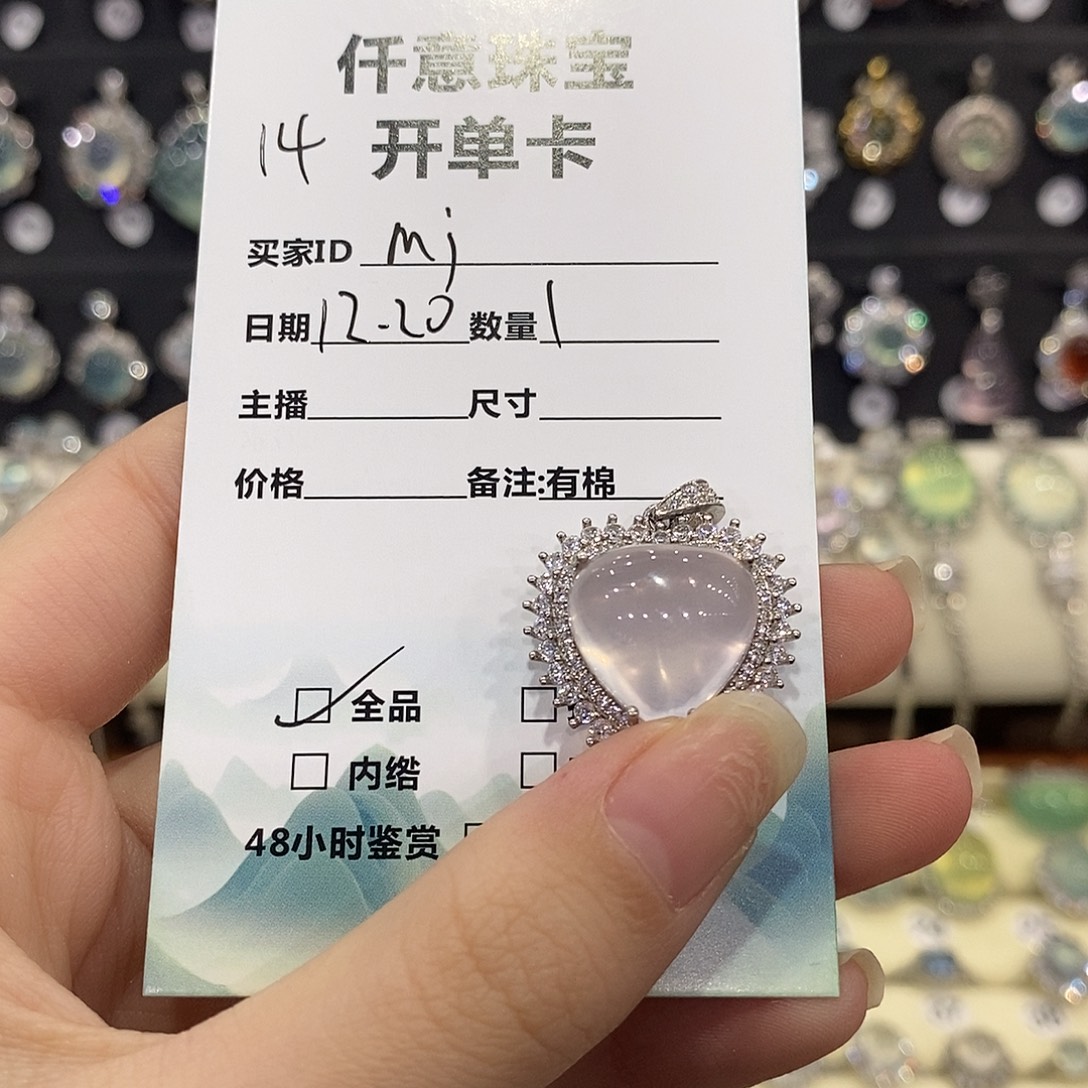 仟意珠宝
14 开单卡
买家ID mj
日期 12-20 数量 1
主播 尺寸
价格 备注:有棉
全品
内绺
48小时鉴赏